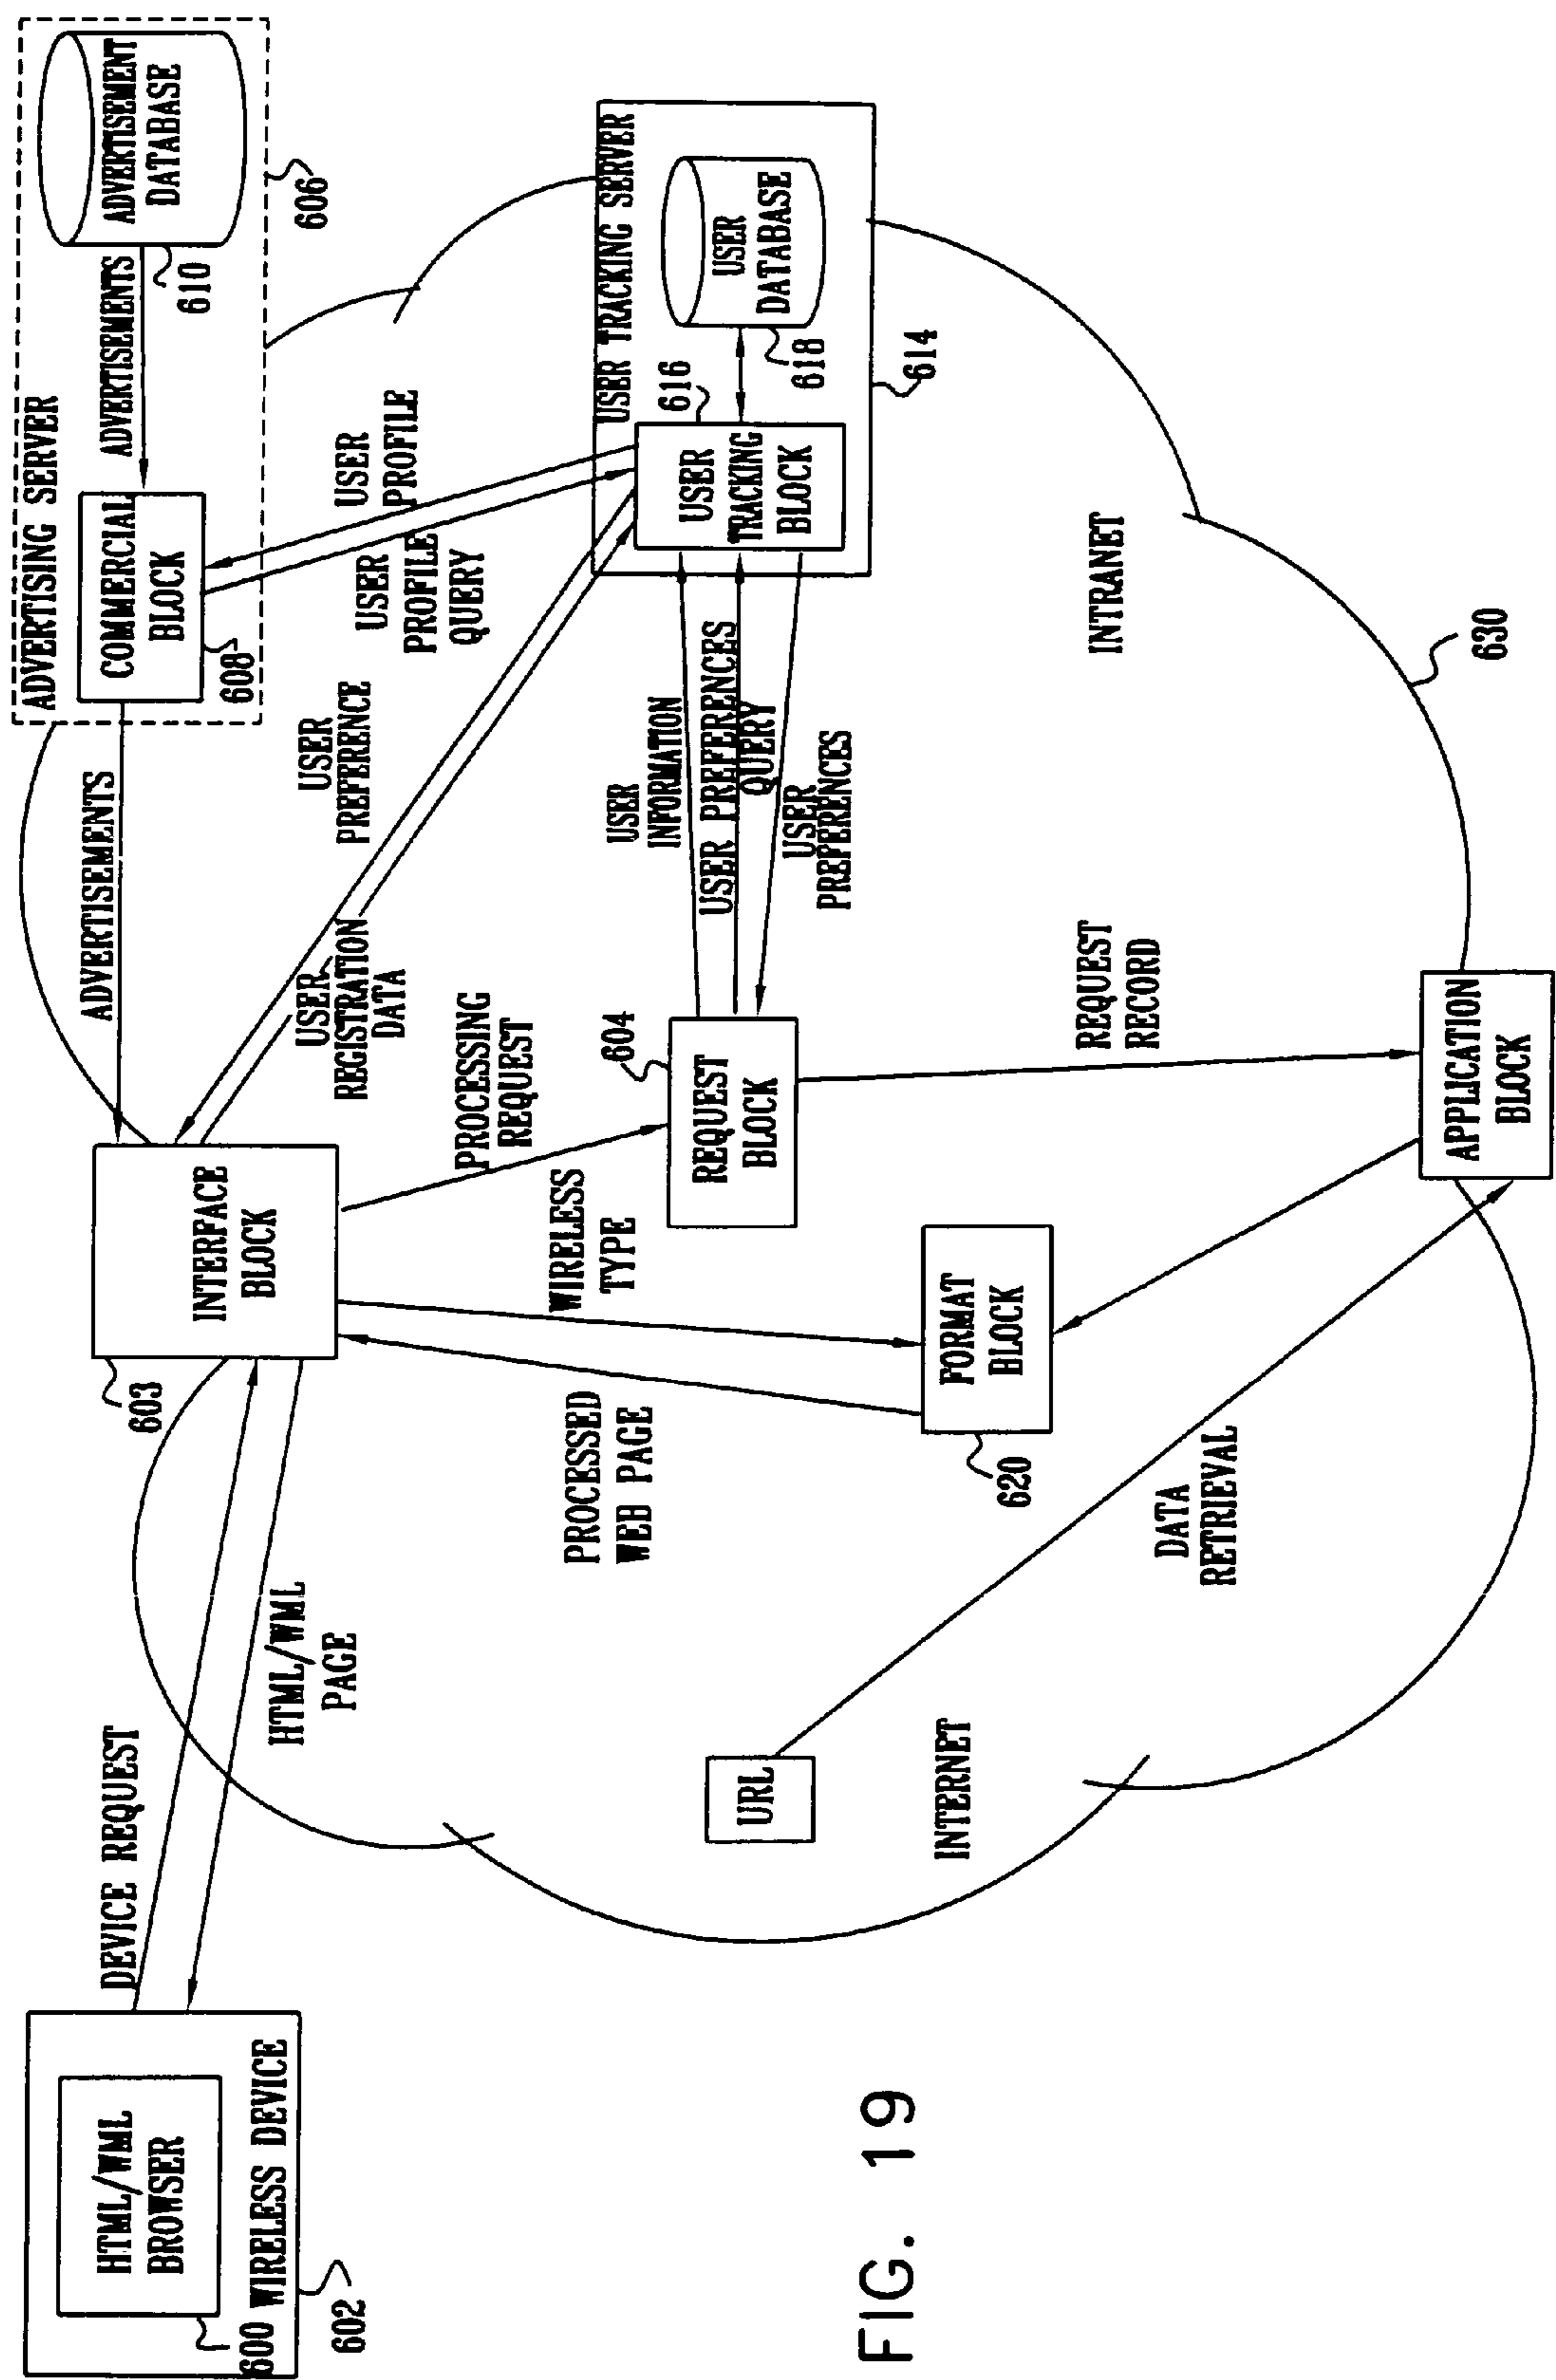 HTML/WML
BROWSER
600 WIRELESS DEVICE
602
DEVICE REQUEST
HTML/WML
PAGE
INTERFACE
BLOCK
603
ADVERTISEMENTS
ADVERTISING SERVER
COMMERCIAL
BLOCK
608
ADVERTISEMENTS
ADVERTISEMENT
DATABASE
610
606
USER
PROFILE
USER
PROFILE
QUERY
USER
PREFERENCE
USER
REGISTRATION
DATA
USER TRACKING SERVER
USER
TRACKING
BLOCK
616
USER
DATABASE
618
614
USER
INFORMATION
USER PREFERENCES
QUERY
USER
PREFERENCES
PROCESSING
REQUEST
604
REQUEST
BLOCK
WIRELESS
TYPE
PROCESSED
WEB PAGE
FORMAT
BLOCK
620
REQUEST
RECORD
INTRANET
630
APPLICATION
BLOCK
DATA
RETRIEVAL
URL
INTERNET
FIG. 19